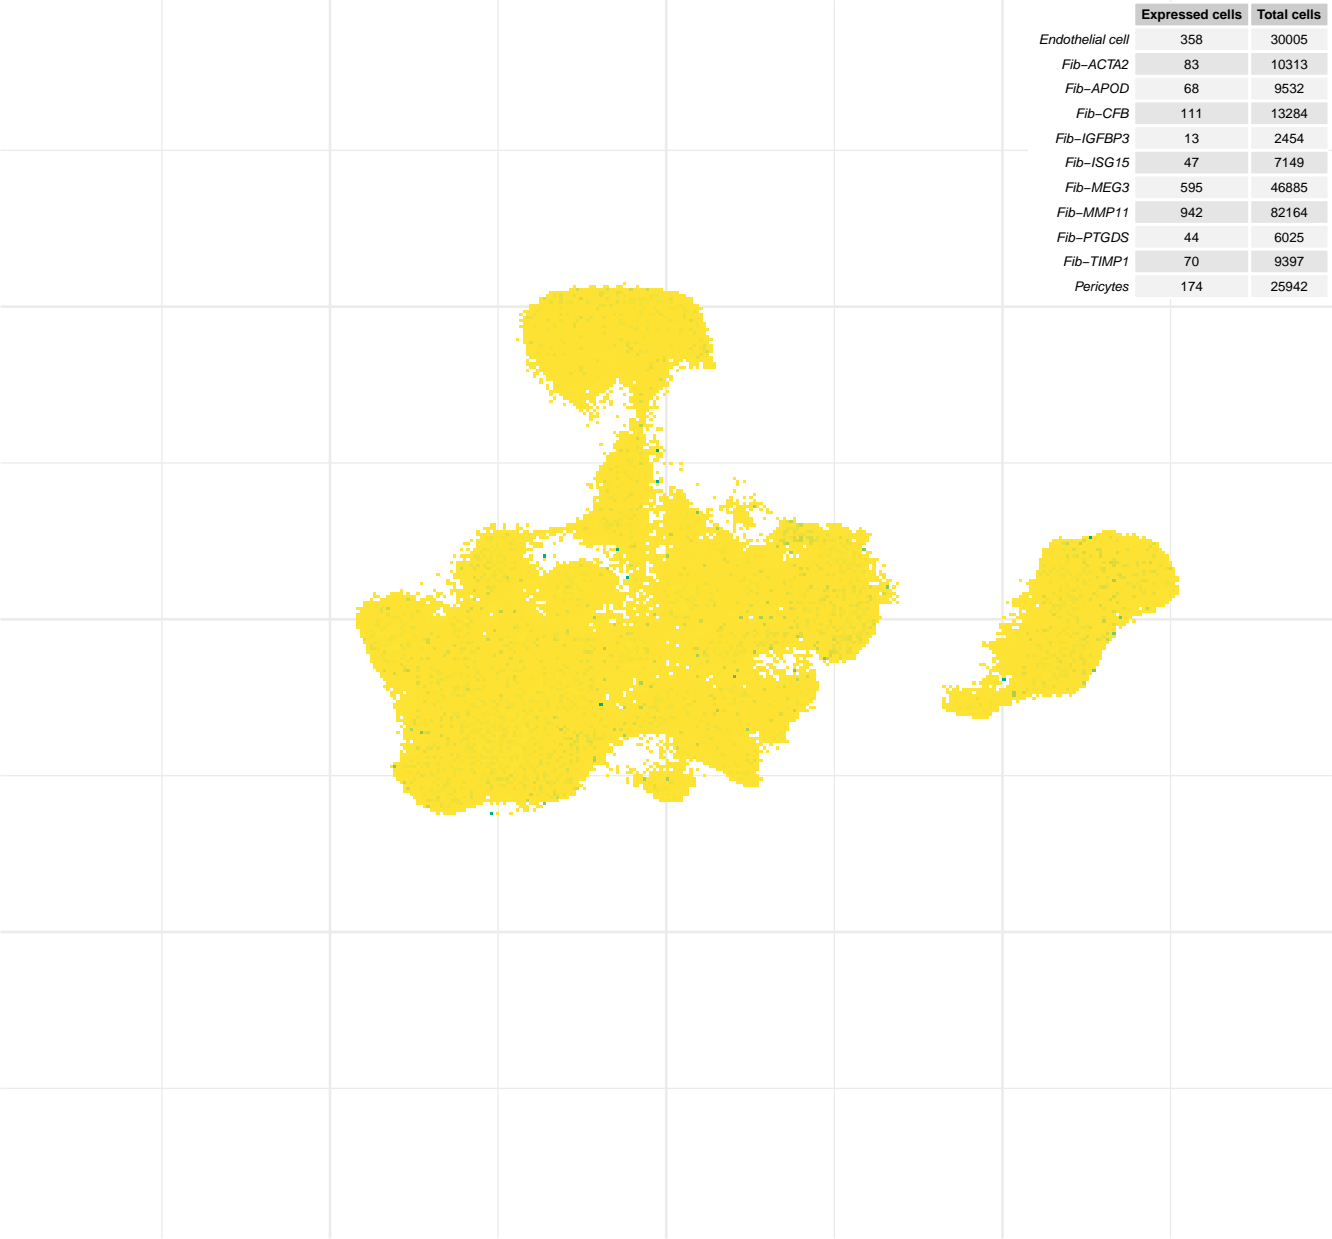 Expressed cells Total cells
Endothelial cell 358 30005
Fib−ACTA2 83 10313
Fib−APOD 68 9532
Fib−CFB 111 13284
Fib−IGFBP3 13 2454
Fib−ISG15 47 7149
Fib−MEG3 595 46885
Fib−MMP11 942 82164
Fib−PTGDS 44 6025
Fib−TIMP1 70 9397
Pericytes 174 25942